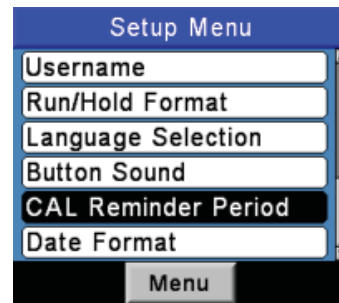 Setup Menu
Username
Run/Hold Format
Language Selection
Button Sound
CAL Reminder Period
Date Format
Menu